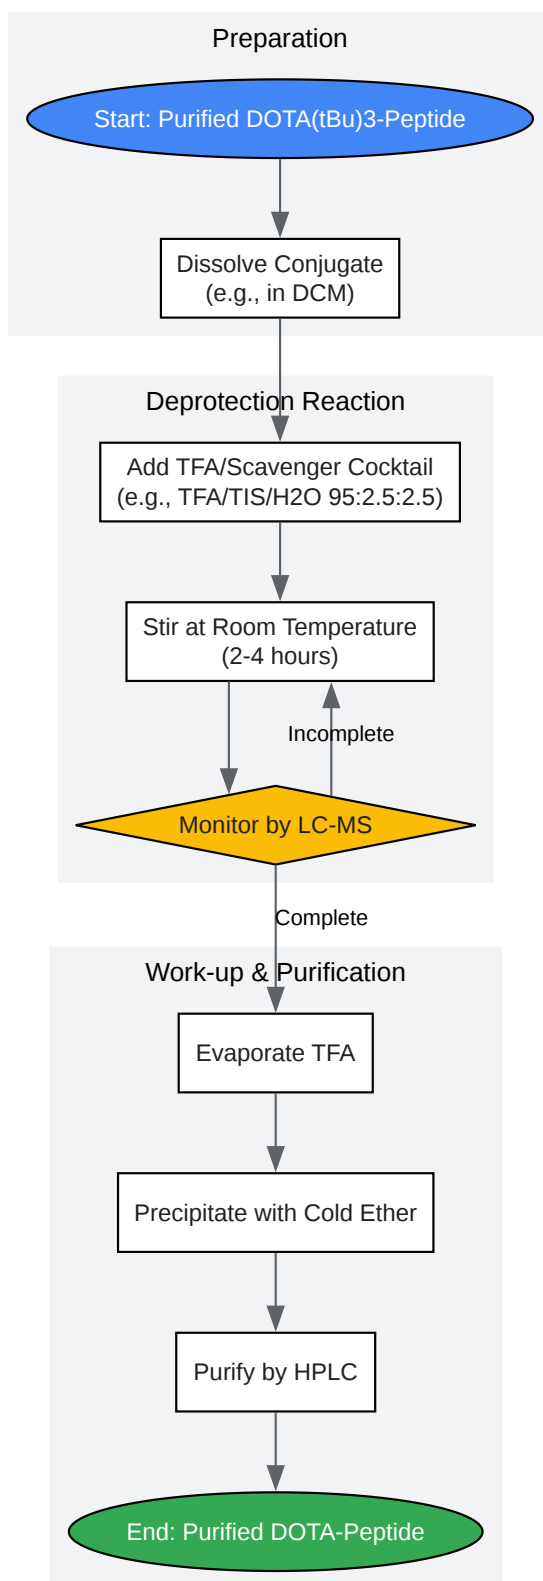 Preparation
Start: Purified DOTA(tBu)3-Peptide
Dissolve Conjugate
(e.g., in DCM)
Deprotection Reaction
Add TFA/Scavenger Cocktail
(e.g., TFA/TIS/H2O 95:2.5:2.5)
Stir at Room Temperature
(2-4 hours)
Incomplete
Monitor by LC-MS
Complete
Work-up & Purification
Evaporate TFA
Precipitate with Cold Ether
Purify by HPLC
End: Purified DOTA-Peptide